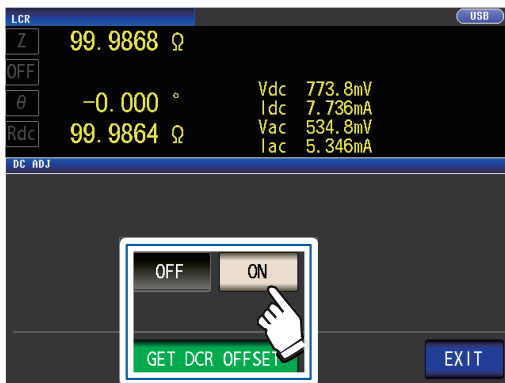 LCR USB
Z 99.9868 Ω
OFF
θ -0.000 ° Vdc 773.8mV
Idc 7.736mA
Rdc 99.9864 Ω Vac 534.8mV
Iac 5.346mA
DC ADJ
OFF ON
GET DCR OFFSET EXIT